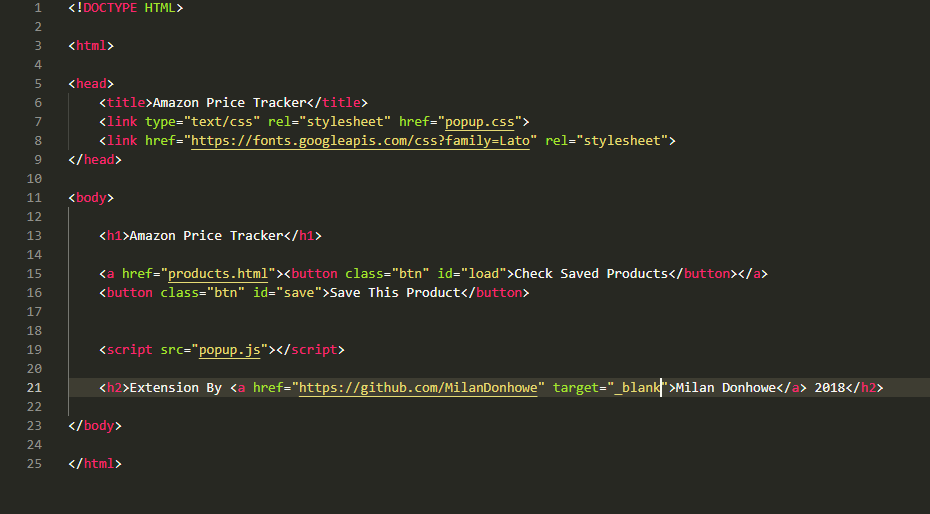 1 <!DOCTYPE HTML>
2
3 <html>
4
5 <head>
6     <title>Amazon Price Tracker</title>
7     <link type="text/css" rel="stylesheet" href="popup.css">
8     <link href="https://fonts.googleapis.com/css?family=Lato" rel="stylesheet">
9 </head>
10
11 <body>
12
13     <h1>Amazon Price Tracker</h1>
14
15     <a href="products.html"><button class="btn" id="load">Check Saved Products</button></a>
16     <button class="btn" id="save">Save This Product</button>
17
18
19     <script src="popup.js"></script>
20
21     <h2>Extension By <a href="https://github.com/MilanDonhowe" target="_blank">Milan Donhowe</a> 2018</h2>
22
23 </body>
24
25 </html>